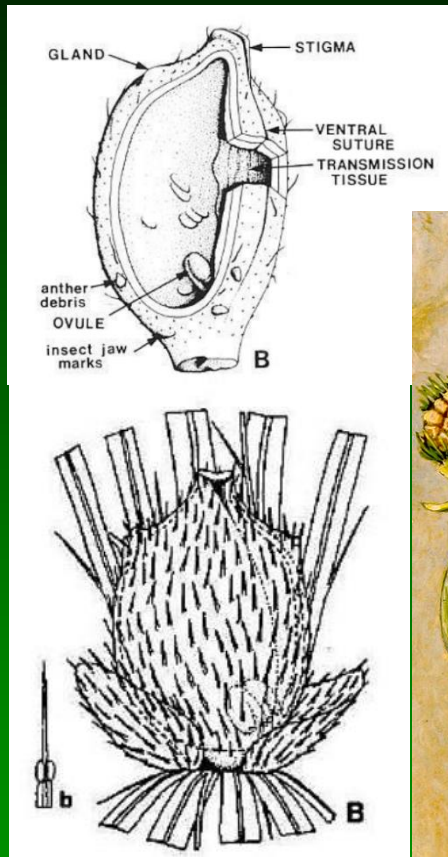 GLAND
STIGMA
VENTRAL
SUTURE
TRANSMISSION
TISSUE
anther
debris
OVULE
insect jaw
marks
B
b
B